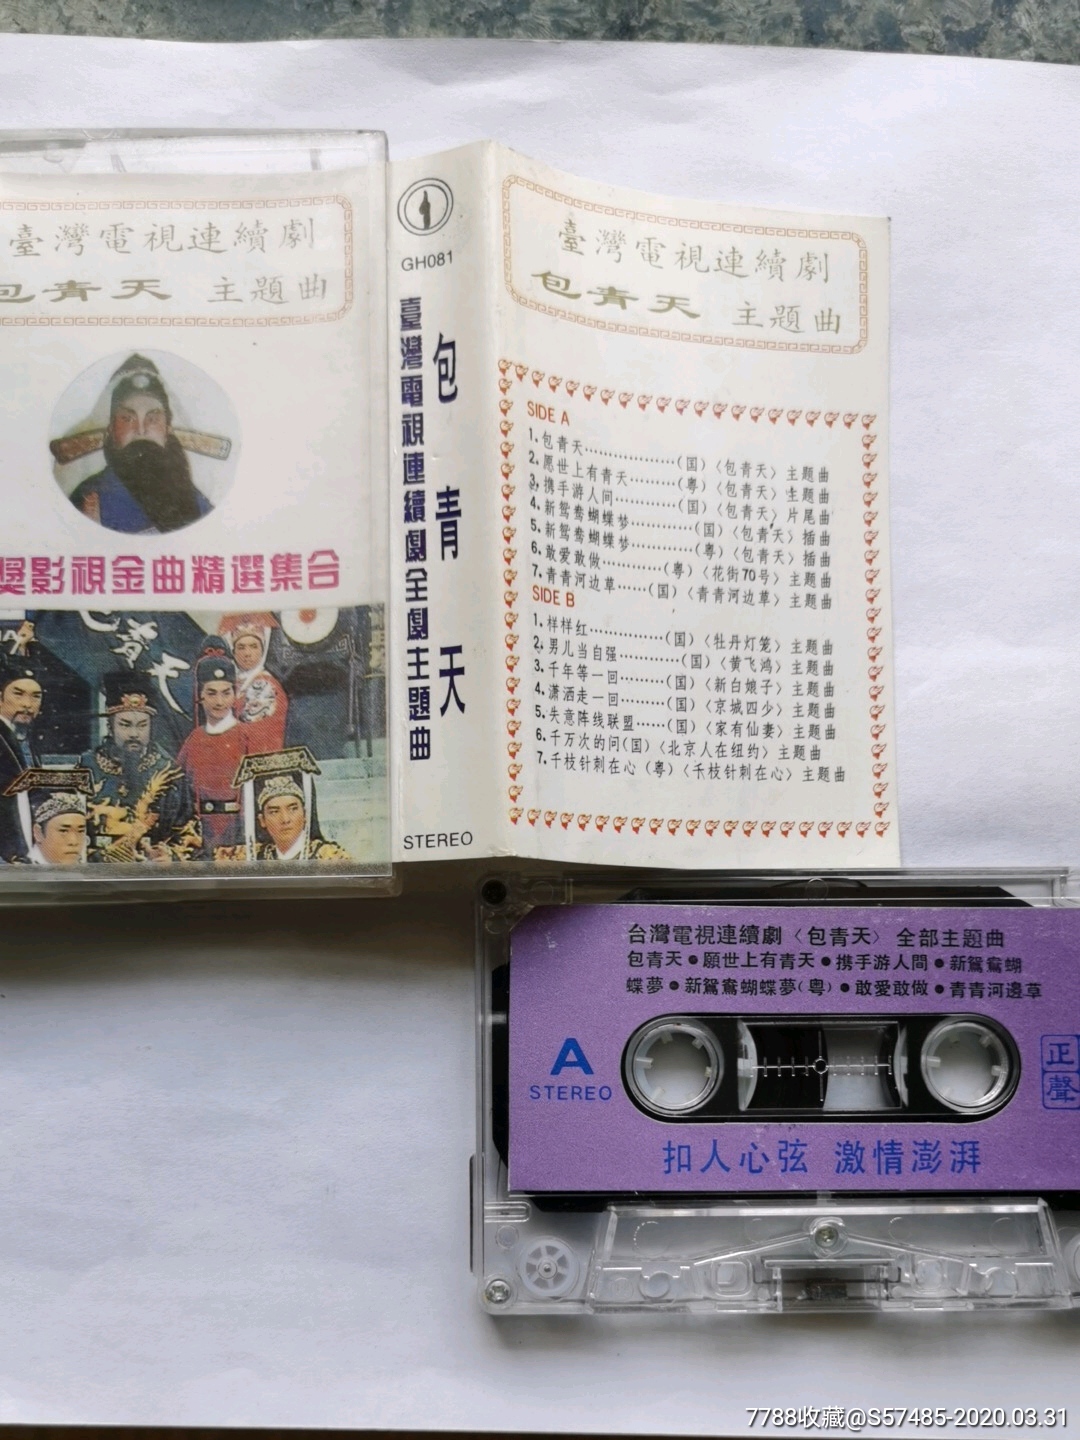 臺灣電視連續劇
包青天 主題曲
獎影視金曲精選集合
包青天
GH081
臺灣電視連續劇全劇主題曲
包青天
STEREO
臺灣電視連續劇
包青天 主題曲
SIDE A
1.包青天……………(国)〈包青天〉主题曲
2.愿世上有青天………(粤)〈包青天〉主题曲
3.携手游人间…………(国)〈包青天〉片尾曲
4.新鸳鸯蝴蝶梦…………(国)〈包青天〉插曲
5.新鸳鸯蝴蝶梦…………(粤)〈包青天〉插曲
6.敢爱敢做…………(粤)〈花街70号〉主题曲
7.青青河边草……(国)〈青青河边草〉主题曲
SIDE B
1.样样红……………(国)〈牡丹灯笼〉主题曲
2.男儿当自强…………(国)〈黄飞鸿〉主题曲
3.千年等一回………(国)〈新白娘子〉主题曲
4.潇洒走一回………(国)〈京城四少〉主题曲
5.失意阵线联盟……(国)〈家有仙妻〉主题曲
6.千万次的问(国)〈北京人在纽约〉主题曲
7.千枝针刺在心(粤)〈千枝针刺在心〉主题曲
台灣電視連續劇〈包青天〉全部主題曲
包青天●願世上有青天●携手游人間●新鴛鴦蝴
蝶夢●新鴛鴦蝴蝶夢(粤)●敢愛敢做●青青河邊草
A
STEREO
正聲
扣人心弦 激情澎湃
7788收藏@S57485-2020.03.31